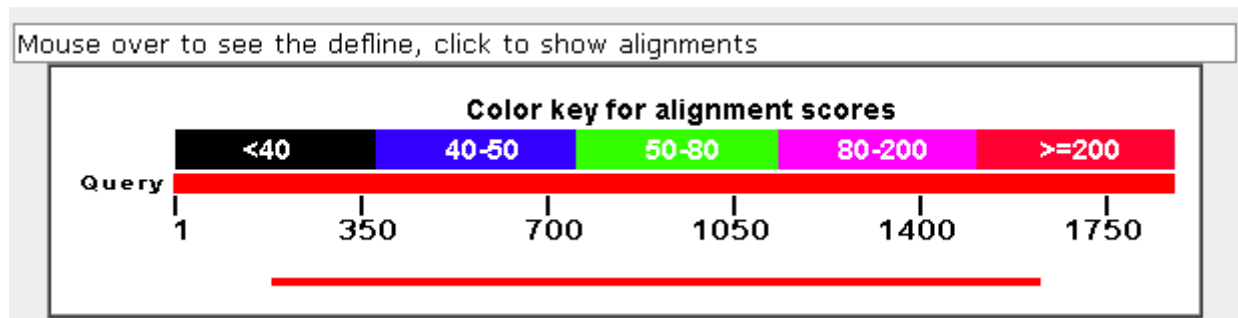 Mouse over to see the defline, click to show alignments
Color key for alignment scores
<40 40-50 50-80 80-200 >=200
Query
1 350 700 1050 1400 1750